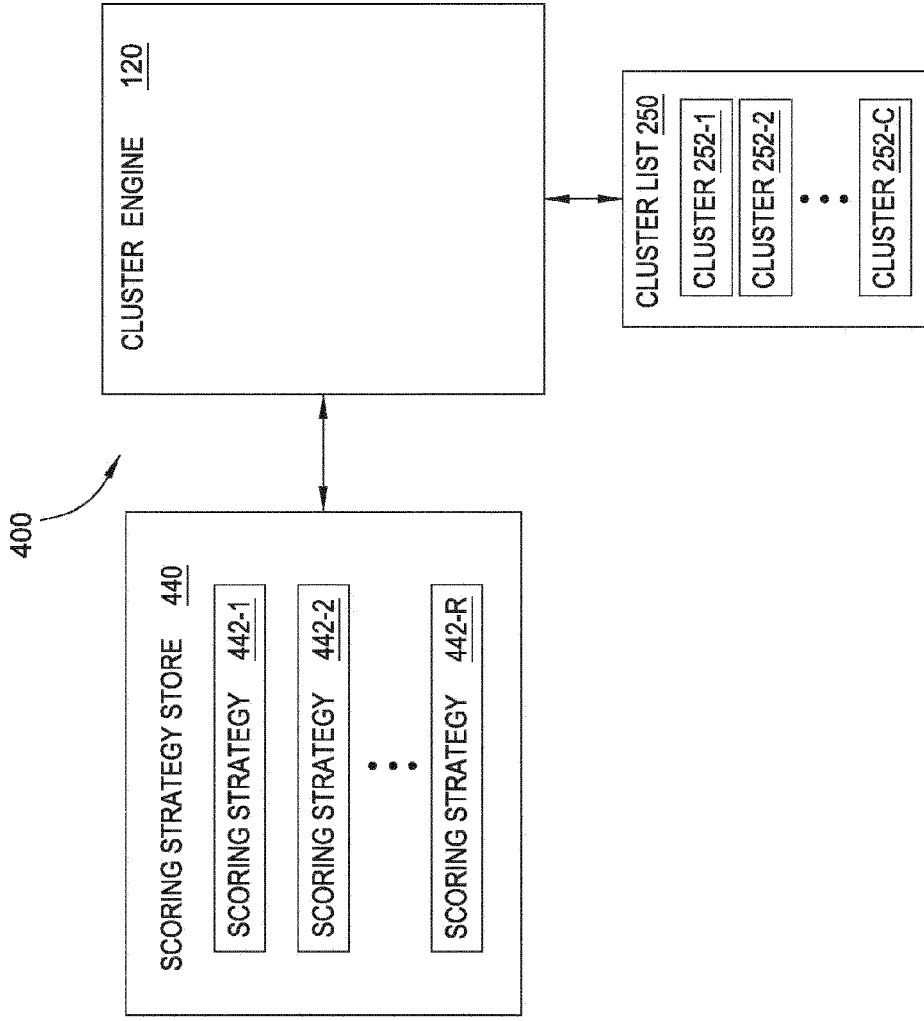 400
SCORING STRATEGY STORE 440
SCORING STRATEGY 442-1
SCORING STRATEGY 442-2
SCORING STRATEGY 442-R
CLUSTER ENGINE 120
CLUSTER LIST 250
CLUSTER 252-1
CLUSTER 252-2
CLUSTER 252-C